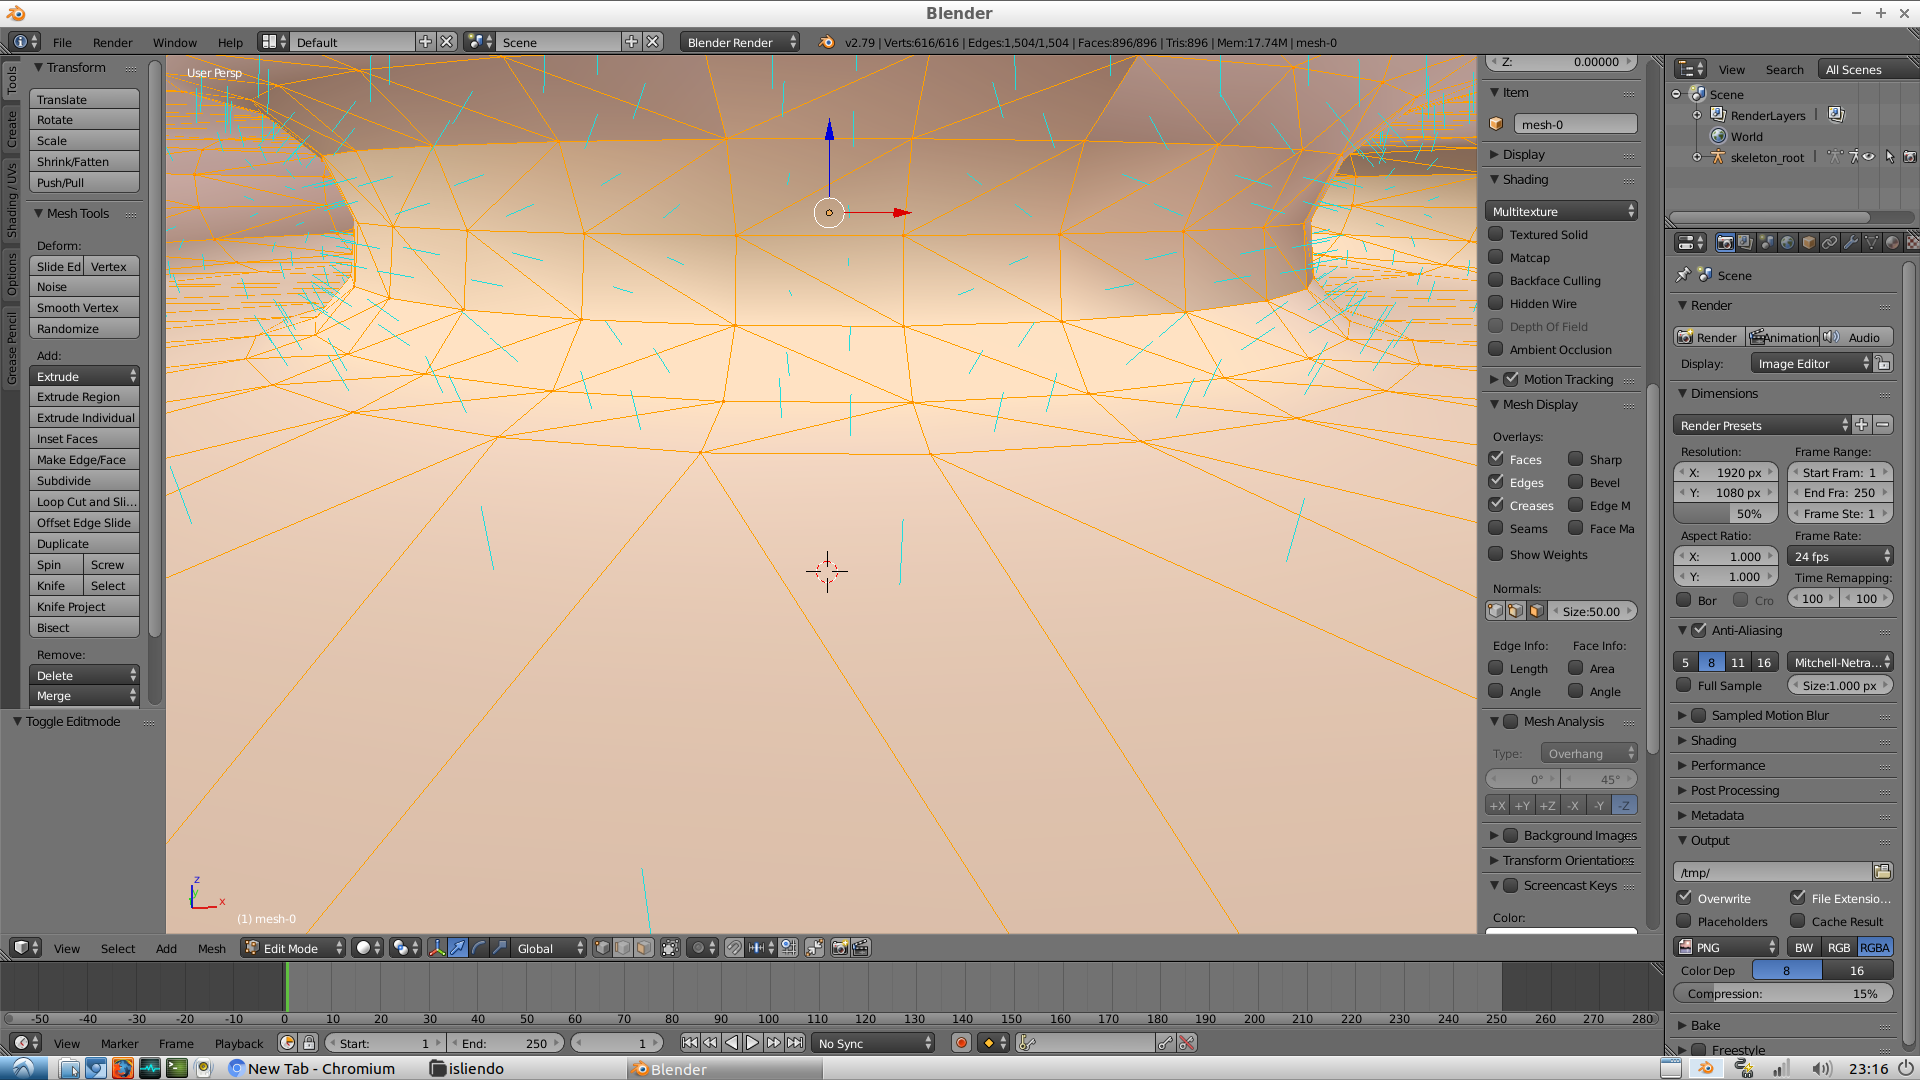 Blender
File Render Window Help Default Scene Blender Render v2.79 | Verts:616/616 | Edges:1,504/1,504 | Faces:896/896 | Tris:896 | Mem:17.74M | mesh-0
Tools
Create
Shading / UVs
Options
Grease Pencil
Transform
Translate
Rotate
Scale
Shrink/Fatten
Push/Pull
Mesh Tools
Deform:
Slide Ed Vertex
Noise
Smooth Vertex
Randomize
Add:
Extrude
Extrude Region
Extrude Individual
Inset Faces
Make Edge/Face
Subdivide
Loop Cut and Sli...
Offset Edge Slide
Duplicate
Spin Screw
Knife Select
Knife Project
Bisect
Remove:
Delete
Merge
Toggle Editmode
User Persp
z
y
x
(1) mesh-0
Z: 0.00000
Item
mesh-0
Display
Shading
Multitexture
Textured Solid
Matcap
Backface Culling
Hidden Wire
Depth Of Field
Ambient Occlusion
Motion Tracking
Mesh Display
Overlays:
Faces Sharp
Edges Bevel
Creases Edge M
Seams Face Ma
Show Weights
Normals:
Size:50.00
Edge Info: Face Info:
Length Area
Angle Angle
Mesh Analysis
Type: Overhang
0° 45°
+X +Y +Z -X -Y -Z
Background Images
Transform Orientations
Screencast Keys
Color:
View Search All Scenes
Scene
RenderLayers
World
skeleton_root
Scene
Render
Render Animation Audio
Display: Image Editor
Dimensions
Render Presets
Resolution: Frame Range:
X: 1920 px Start Fram: 1
Y: 1080 px End Fra: 250
50% Frame Ste: 1
Aspect Ratio: Frame Rate:
X: 1.000 24 fps
Y: 1.000 Time Remapping:
Bor Cro 100 100
Anti-Aliasing
5 8 11 16 Mitchell-Netra...
Full Sample Size:1.000 px
Sampled Motion Blur
Shading
Performance
Post Processing
Metadata
Output
/tmp/
Overwrite File Extensio...
Placeholders Cache Result
PNG BW RGB RGBA
Color Dep 8 16
Compression: 15%
Bake
Freestyle
View Select Add Mesh Edit Mode Global
-50 -40 -30 -20 -10 0 10 20 30 40 50 60 70 80 90 100 110 120 130 140 150 160 170 180 190 200 210 220 230 240 250 260 270 280
View Marker Frame Playback Start: 1 End: 250 1 No Sync
New Tab - Chromium isliendo Blender 23:16